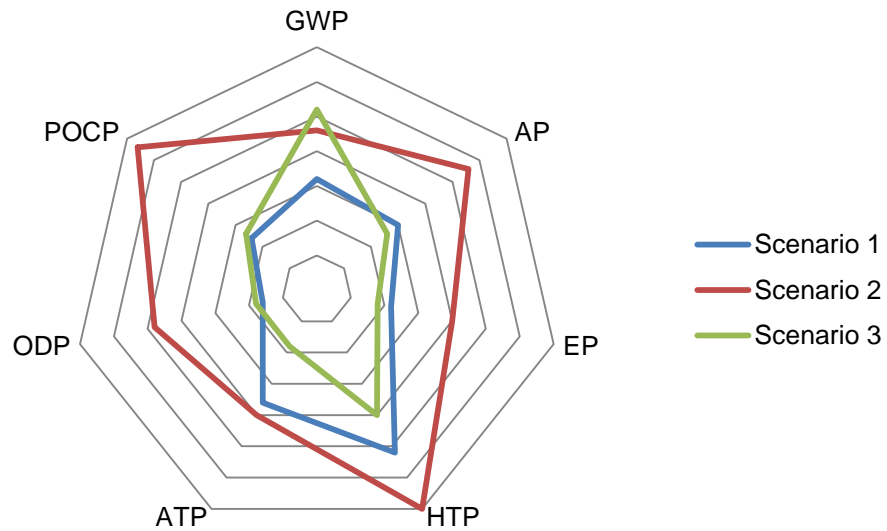 GWP
POCP
AP
Scenario 1
Scenario 2
Scenario 3
ODP
EP
ATP
HTP